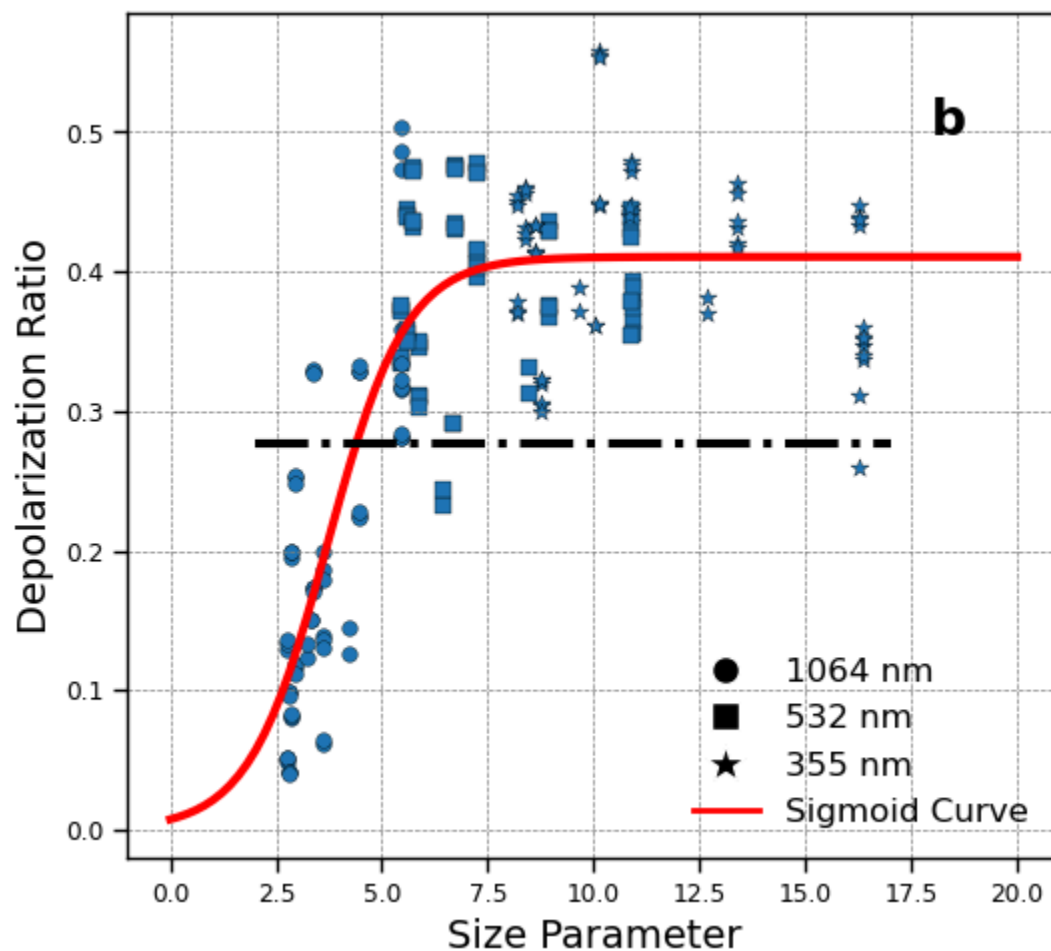 b
0.5
0.4
0.3
0.2
0.1
0.0
Depolarization Ratio
1064 nm
532 nm
355 nm
Sigmoid Curve
0.0 2.5 5.0 7.5 10.0 12.5 15.0 17.5 20.0
Size Parameter